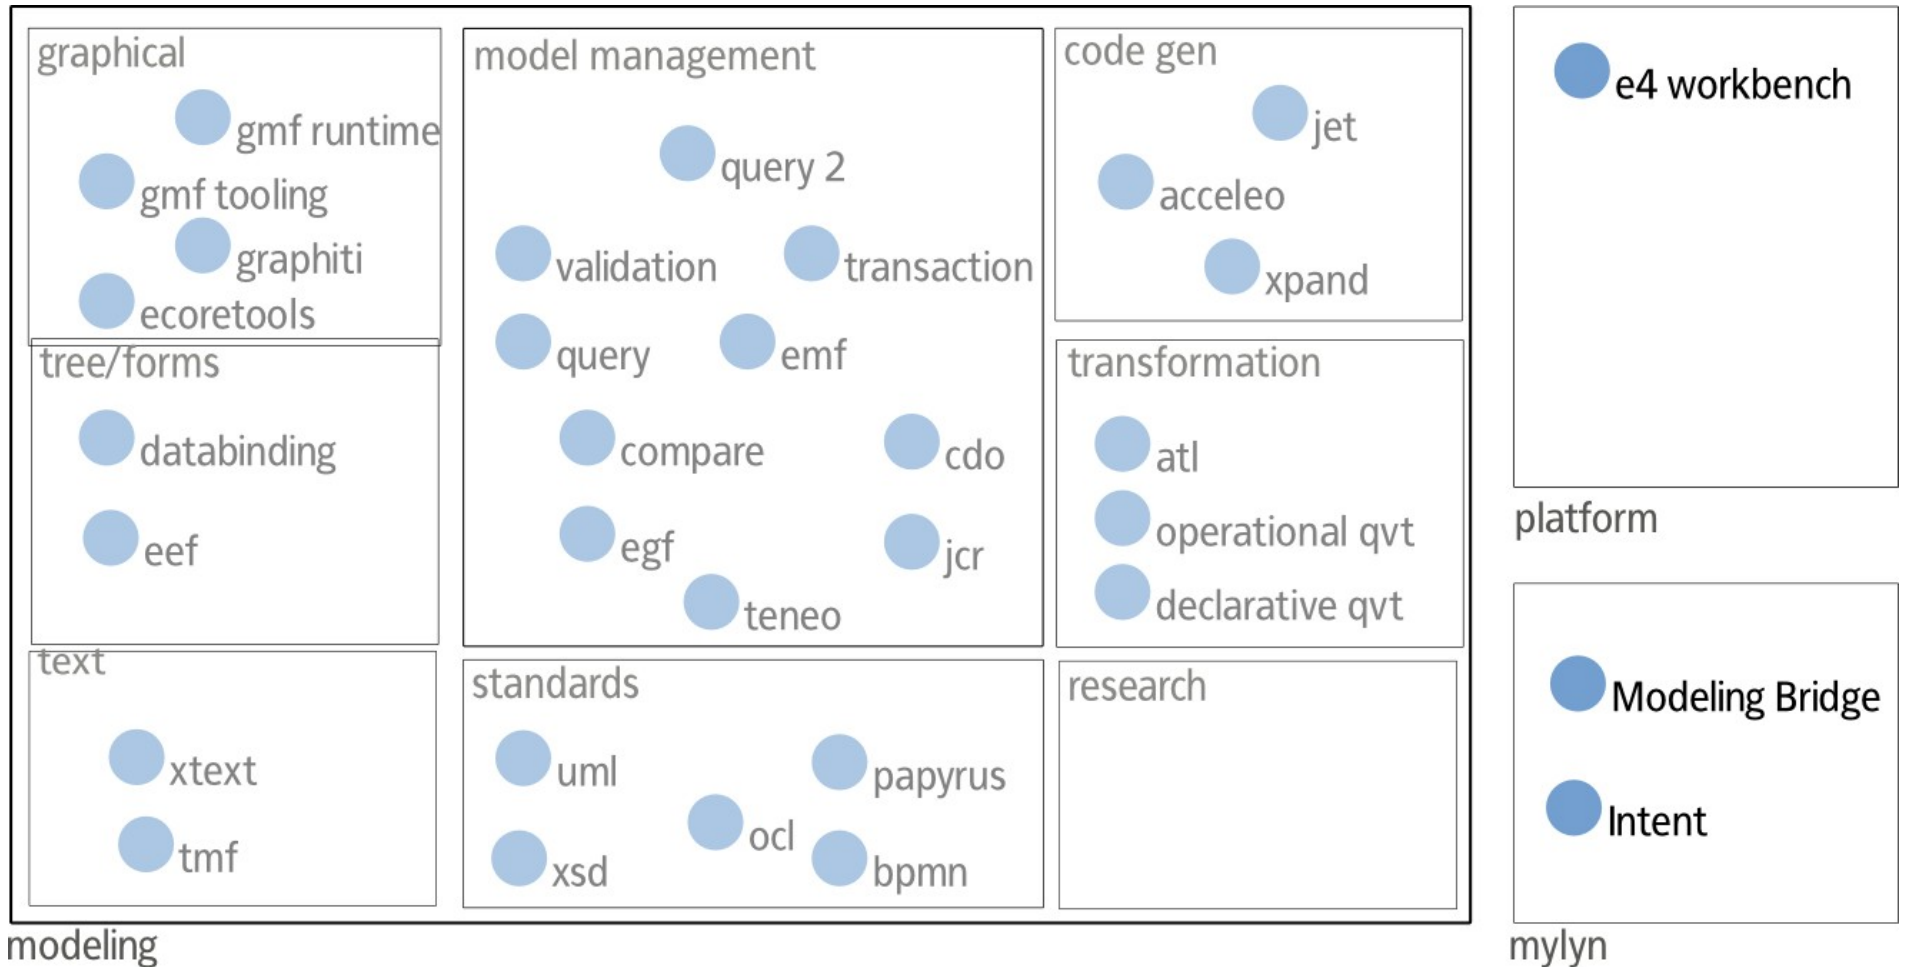 graphical
gmf runtime
gmf tooling
graphiti
ecoretools
tree/forms
databinding
eef
text
xtext
tmf
model management
query 2
validation
transaction
query
emf
compare
cdo
egf
jcr
teneo
standards
uml
papyrus
ocl
xsd
bpmn
code gen
jet
acceleo
xpand
transformation
atl
operational qvt
declarative qvt
research
modeling
e4 workbench
platform
Modeling Bridge
Intent
mylyn